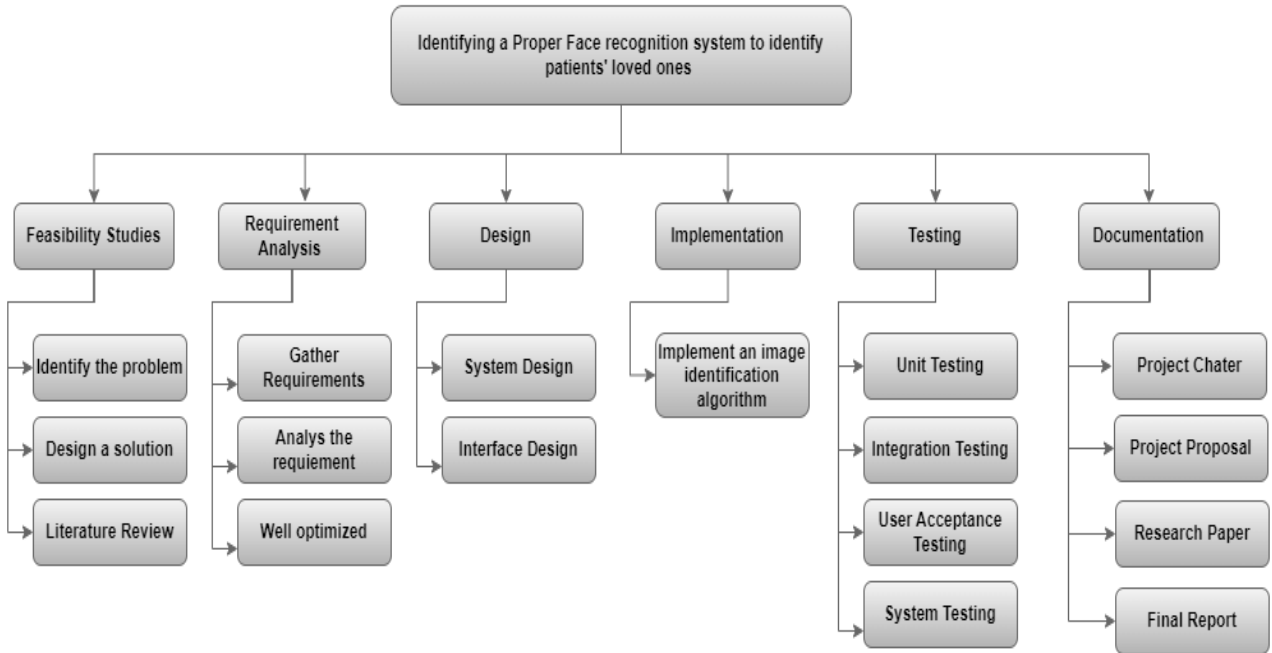 Identifying a Proper Face recognition system to identify
patients' loved ones
Feasibility Studies
Requirement
Analysis
Design
Implementation
Testing
Documentation
Identify the problem
Design a solution
Literature Review
Gather
Requirements
Analys the
requiement
Well optimized
System Design
Interface Design
Implement an image
identification
algorithm
Unit Testing
Integration Testing
User Acceptance
Testing
System Testing
Project Chater
Project Proposal
Research Paper
Final Report